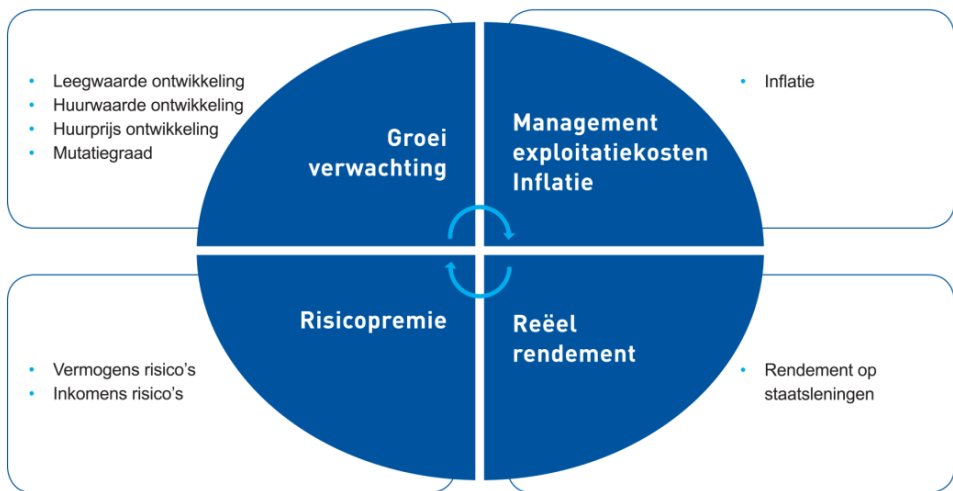 Leegwaarde ontwikkeling
Huurwaarde ontwikkeling
Huurprijs ontwikkeling
Mutatiegraad
Groei
verwachting
Management
exploitatiekosten
Inflatie
Inflatie
Vermogens risico's
Inkomens risico's
Risicopremie
Reëel
rendement
Rendement op
staatsleningen